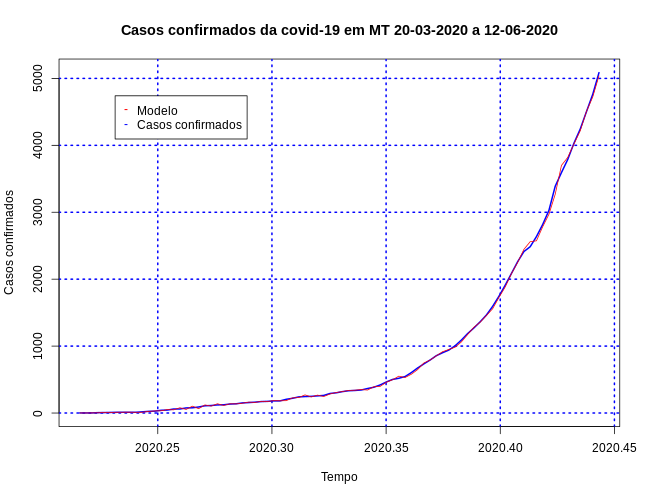 Casos confirmados da covid-19 em MT 20-03-2020 a 12-06-2020
5000
4000
3000
2000
1000
0
Casos confirmados
Modelo
Casos confirmados
2020.25
2020.30
2020.35
2020.40
2020.45
Tempo